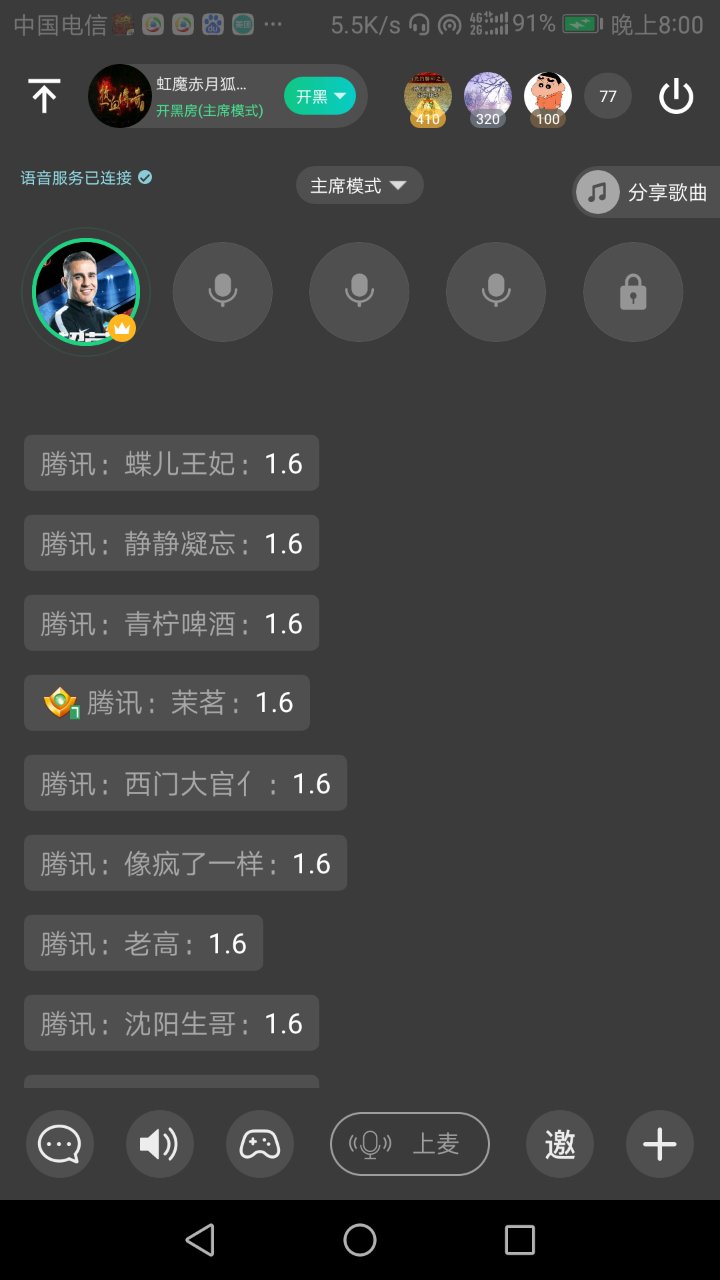 中国电信 ··· 5.5K/s 4G 2G 91% 晚上8:00
虹魔赤月狐...
开黑房(主席模式)
开黑
410 320 100 77
语音服务已连接
主席模式
分享歌曲
腾讯：蝶儿王妃：1.6
腾讯：静静凝忘：1.6
腾讯：青柠啤酒：1.6
1 腾讯：茉茗：1.6
腾讯：西门大官亻：1.6
腾讯：像疯了一样：1.6
腾讯：老高：1.6
腾讯：沈阳生哥：1.6
上麦
邀